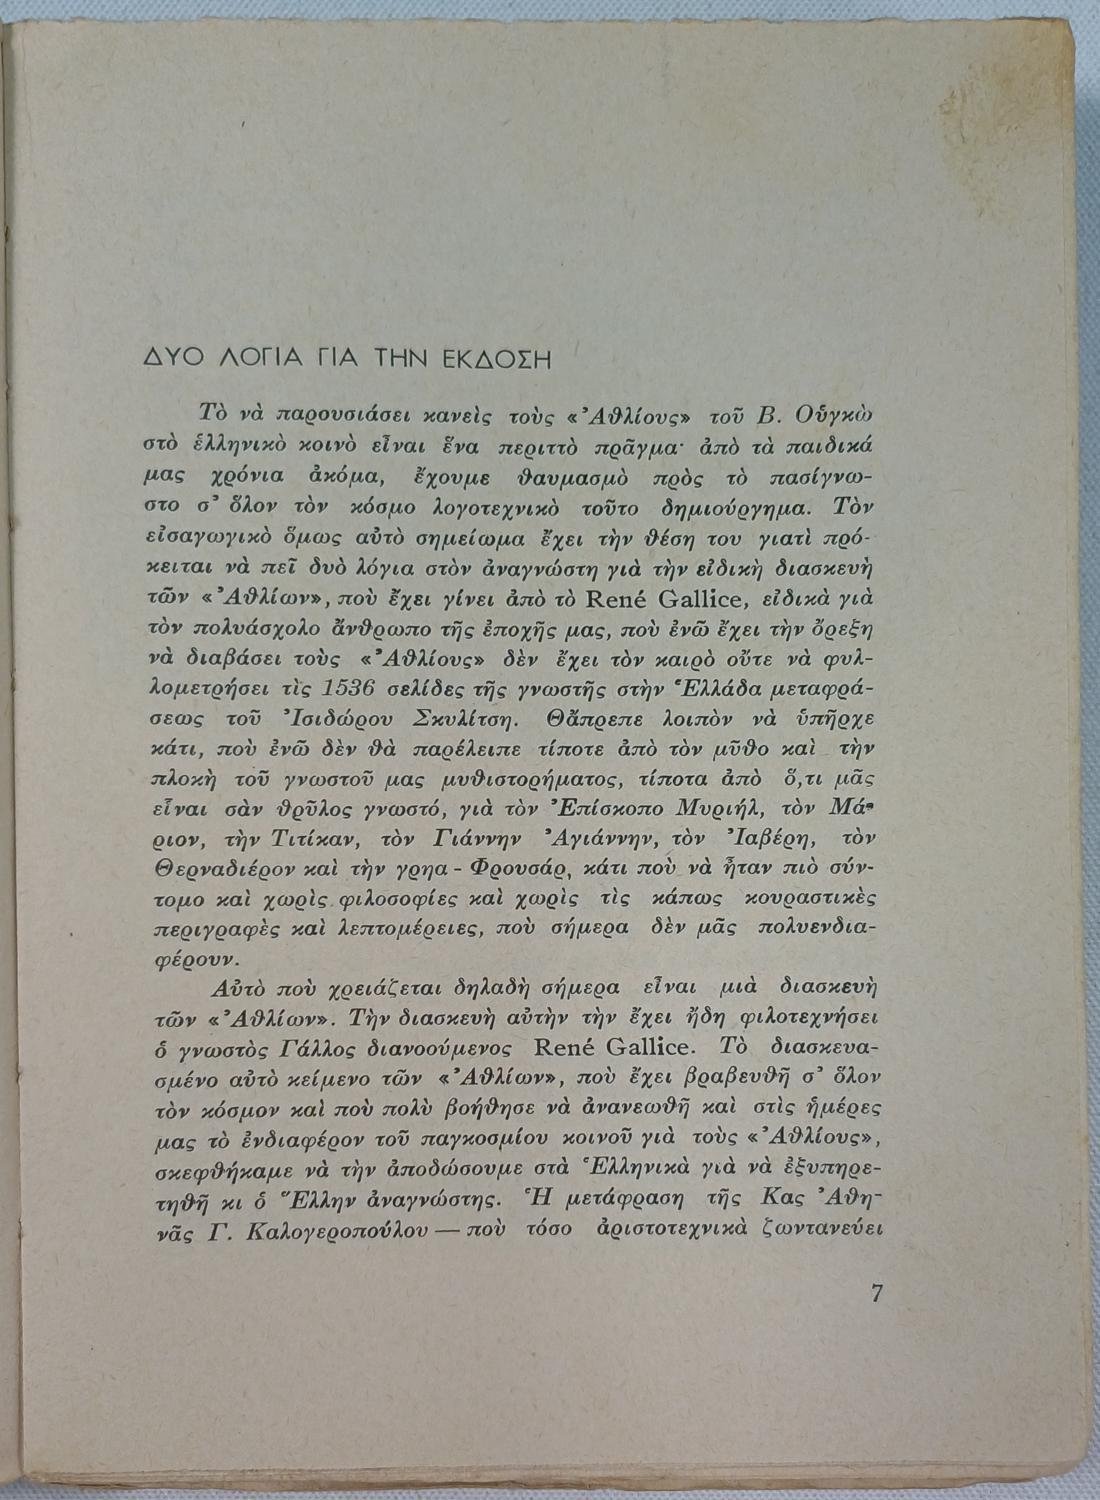 ΔΥΟ ΛΟΓΙΑ ΓΙΑ ΤΗΝ ΕΚΔΟΣΗ
Τὸ νὰ παρουσιάσει κανεὶς τοὺς «Ἀθλίους» τοῦ Β. Οὑγκὼ
στὸ ἑλληνικὸ κοινὸ εἶναι ἕνα περιττὸ πρᾶγμα· ἀπὸ τὰ παιδικά
μας χρόνια ἀκόμα, ἔχουμε θαυμασμὸ πρὸς τὸ πασίγνω-
στο σ' ὅλον τὸν κόσμο λογοτεχνικὸ τοῦτο δημιούργημα. Τὸν
εἰσαγωγικὸ ὅμως αὐτὸ σημείωμα ἔχει τὴν θέση του γιατὶ πρό-
κειται νὰ πεῖ δυὸ λόγια στὸν ἀναγνώστη γιὰ τὴν εἰδικὴ διασκευὴ
τῶν «Ἀθλίων», ποὺ ἔχει γίνει ἀπὸ τὸ René Gallice, εἰδικὰ γιὰ
τὸν πολυάσχολο ἄνθρωπο τῆς ἐποχῆς μας, ποὺ ἐνῶ ἔχει τὴν ὄρεξη
νὰ διαβάσει τοὺς «Ἀθλίους» δὲν ἔχει τὸν καιρὸ οὔτε νὰ φυλ-
λομετρήσει τὶς 1536 σελίδες τῆς γνωστῆς στὴν Ἑλλάδα μεταφρά-
σεως τοῦ Ἰσιδώρου Σκυλίτση. Θἄπρεπε λοιπὸν νὰ ὑπῆρχε
κάτι, ποὺ ἐνῶ δὲν θὰ παρέλειπε τίποτε ἀπὸ τὸν μῦθο καὶ τὴν
πλοκὴ τοῦ γνωστοῦ μας μυθιστορήματος, τίποτα ἀπὸ ὅ,τι μᾶς
εἶναι σὰν θρῦλος γνωστό, γιὰ τὸν Ἐπίσκοπο Μυριήλ, τὸν Μά-
ριον, τὴν Τιτίκαν, τὸν Γιάννην Ἀγιάννην, τὸν Ἰαβέρη, τὸν
Θερναδιέρον καὶ τὴν γρηα - Φρουσάρ, κάτι ποὺ νὰ ἦταν πιὸ σύν-
τομο καὶ χωρὶς φιλοσοφίες καὶ χωρὶς τὶς κάπως κουραστικὲς
περιγραφὲς καὶ λεπτομέρειες, ποὺ σήμερα δὲν μᾶς πολυενδια-
φέρουν.
Αὐτὸ ποὺ χρειάζεται δηλαδὴ σήμερα εἶναι μιὰ διασκευὴ
τῶν «Ἀθλίων». Τὴν διασκευὴ αὐτὴν τὴν ἔχει ἤδη φιλοτεχνήσει
ὁ γνωστὸς Γάλλος διανοούμενος René Gallice. Τὸ διασκευα-
σμένο αὐτὸ κείμενο τῶν «Ἀθλίων», ποὺ ἔχει βραβευθῆ σ' ὅλον
τὸν κόσμον καὶ ποὺ πολὺ βοήθησε νὰ ἀνανεωθῆ καὶ στὶς ἡμέρες
μας τὸ ἐνδιαφέρον τοῦ παγκοσμίου κοινοῦ γιὰ τοὺς «Ἀθλίους»,
σκεφθήκαμε νὰ τὴν ἀποδώσουμε στὰ Ἑλληνικὰ γιὰ νὰ ἐξυπηρε-
τηθῆ κι ὁ Ἕλλην ἀναγνώστης. Ἡ μετάφραση τῆς Κας Ἀθη-
νᾶς Γ. Καλογεροπούλου — ποὺ τόσο ἀριστοτεχνικὰ ζωντανεύει
7